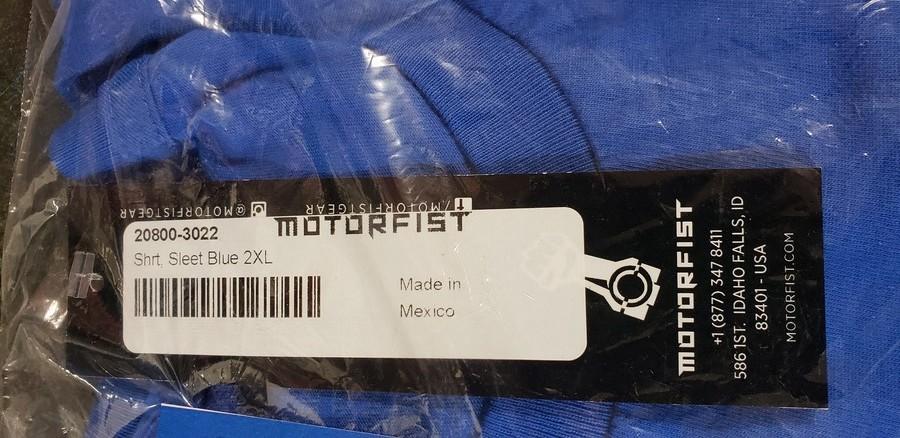 @MOTORFISTGEAR
/MOTORFISTGEAR
MOTORFIST
20800-3022
Shrt, Sleet Blue 2XL
Made in
Mexico
MOTORFIST
+1 (877) 347 8411
586 1ST. IDAHO FALLS, ID
83401 - USA
MOTORFIST.COM